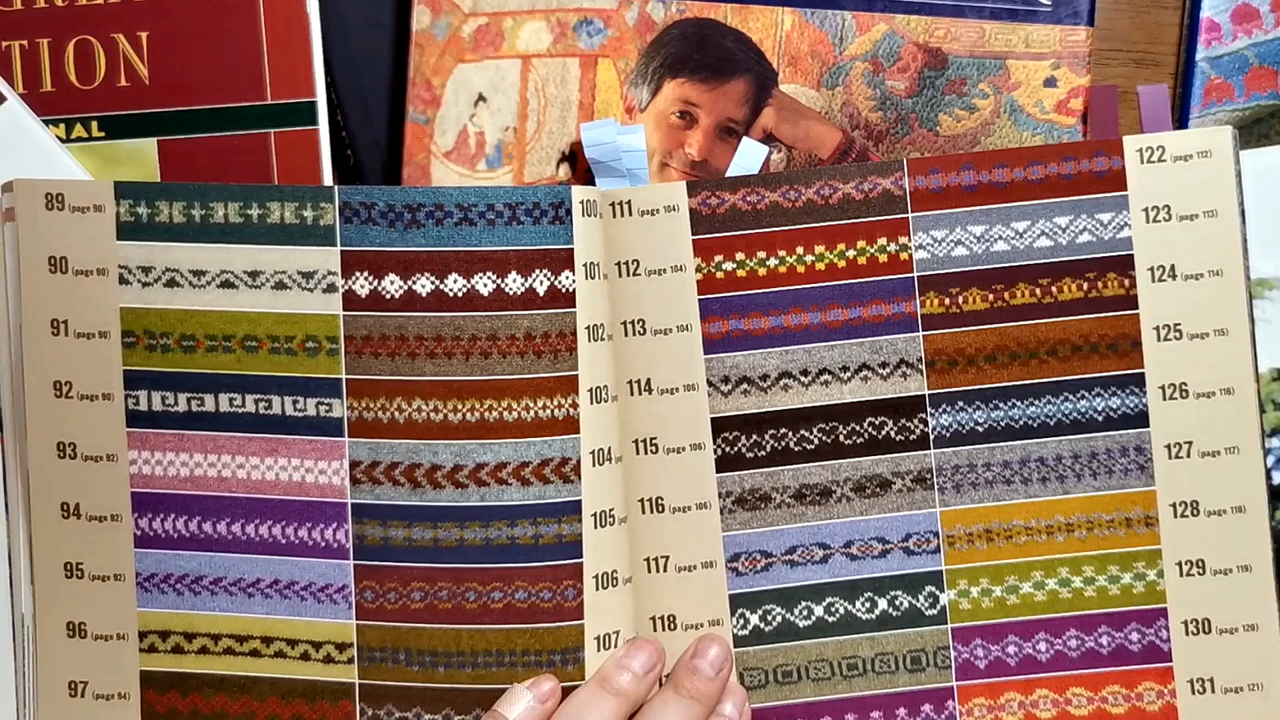 TION
NAL
89 (page 90)
90 (page 90)
91 (page 90)
92 (page 90)
93 (page 92)
94 (page 92)
95 (page 92)
96 (page 94)
97 (page 94)
100
101
102
103
104
105
106
107
111 (page 104)
112 (page 104)
113 (page 104)
114 (page 106)
115 (page 106)
116 (page 106)
117 (page 108)
118 (page 108)
122 (page 112)
123 (page 113)
124 (page 114)
125 (page 115)
126 (page 116)
127 (page 117)
128 (page 118)
129 (page 119)
130 (page 120)
131 (page 121)